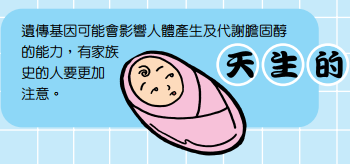 遺傳基因可能會影響人體產生及代謝膽固醇
的能力，有家族
史的人要更加
注意。
天生的